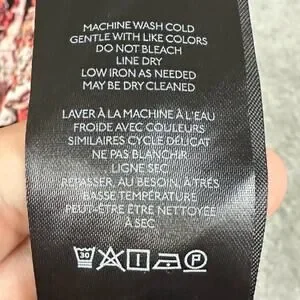 MACHINE WASH COLD
GENTLE WITH LIKE COLORS
DO NOT BLEACH
LINE DRY
LOW IRON AS NEEDED
MAY BE DRY CLEANED
LAVER À LA MACHINE À L'EAU
FROIDE AVEC COULEURS
SIMILAIRES CYCLE DÉLICAT
NE PAS BLANCHIR
LIGNE SEC
REPASSER, AU BESOIN, À TRÈS
BASSE TEMPÉRATURE
PEUT-ÊTRE ÊTRE NETTOYÉE
À SEC
30 P